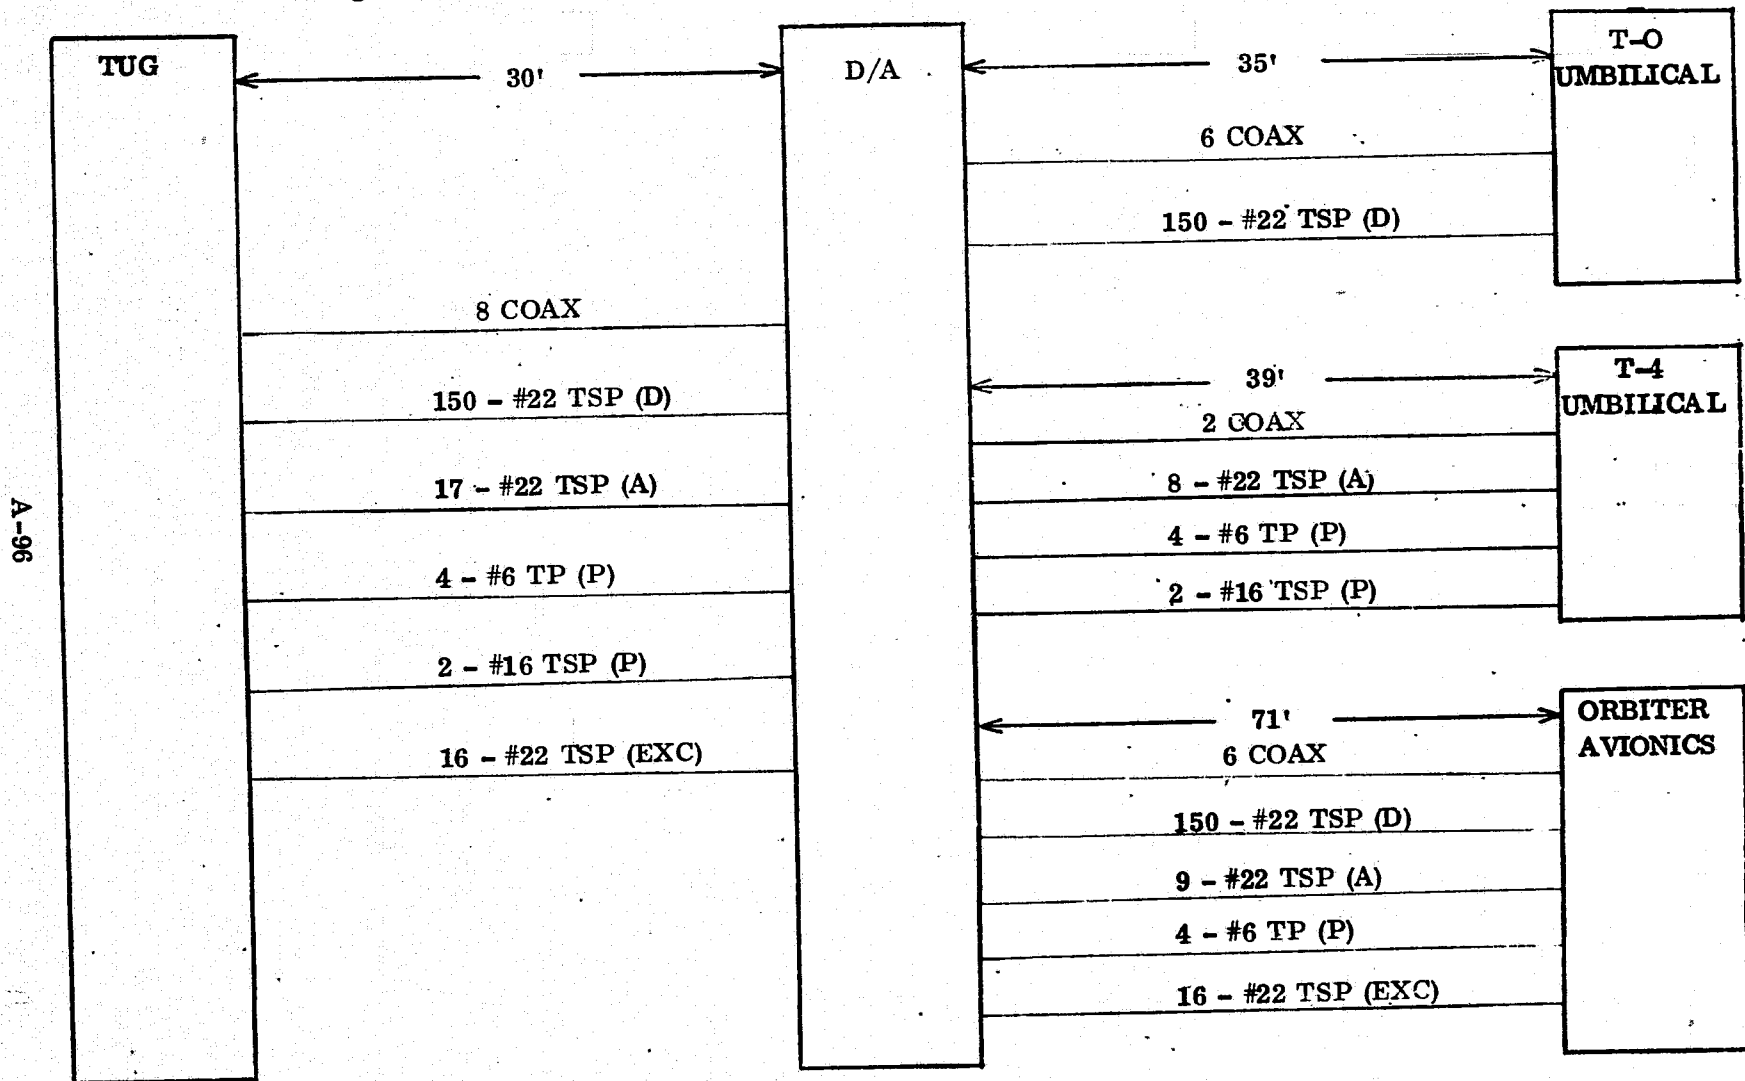 TUG
30'
D/A
35'
T-O
UMBILICAL
6 COAX
150 - #22 TSP (D)
8 COAX
150 - #22 TSP (D)
17 - #22 TSP (A)
4 - #6 TP (P)
2 - #16 TSP (P)
16 - #22 TSP (EXC)
39'
T-4
UMBILICAL
2 COAX
8 - #22 TSP (A)
4 - #6 TP (P)
2 - #16 TSP (P)
71'
ORBITER
AVIONICS
6 COAX
150 - #22 TSP (D)
9 - #22 TSP (A)
4 - #6 TP (P)
16 - #22 TSP (EXC)
A-96